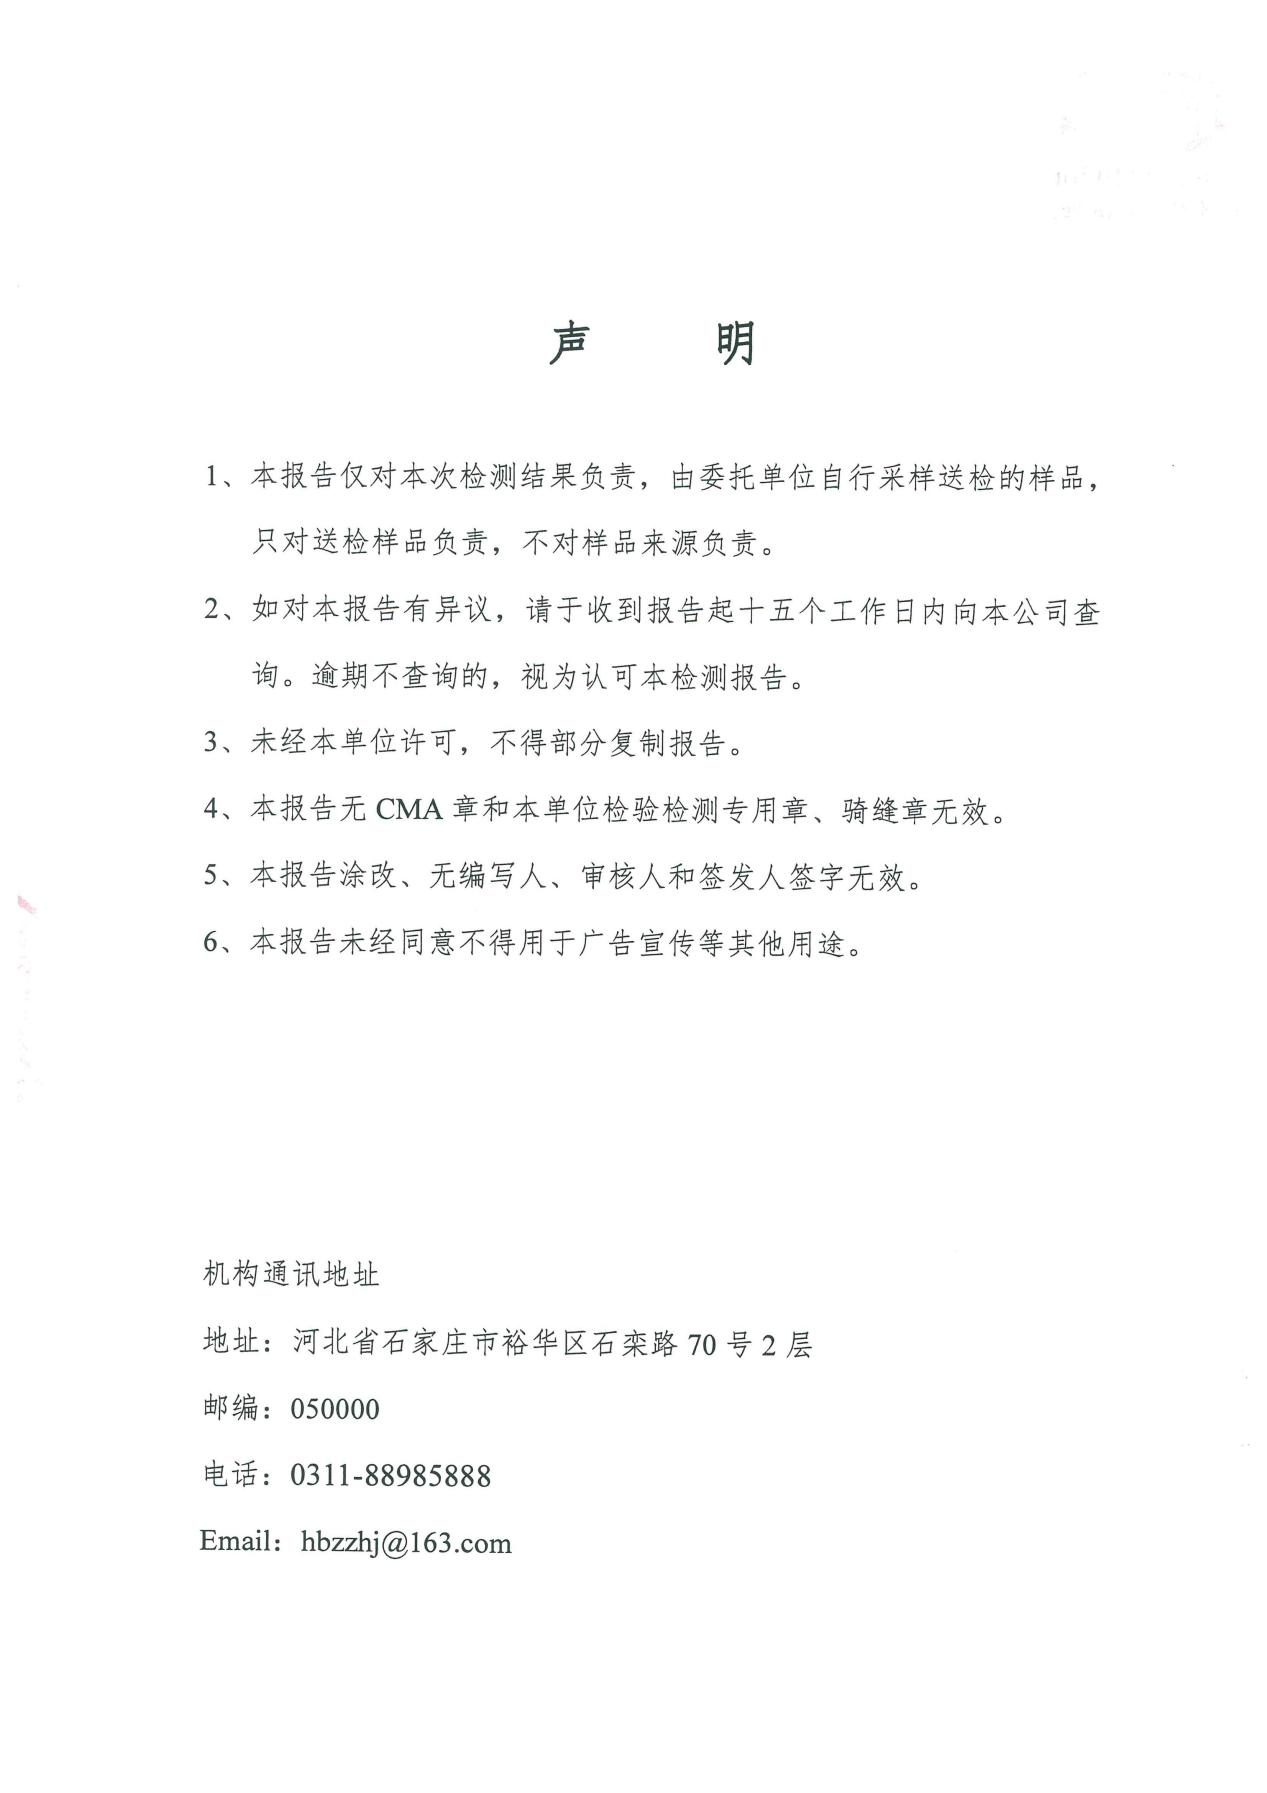 声 明
1、本报告仅对本次检测结果负责，由委托单位自行采样送检的样品，
只对送检样品负责，不对样品来源负责。
2、如对本报告有异议，请于收到报告起十五个工作日内向本公司查
询。逾期不查询的，视为认可本检测报告。
3、未经本单位许可，不得部分复制报告。
4、本报告无 CMA 章和本单位检验检测专用章、骑缝章无效。
5、本报告涂改、无编写人、审核人和签发人签字无效。
6、本报告未经同意不得用于广告宣传等其他用途。
机构通讯地址
地址：河北省石家庄市裕华区石栾路 70 号 2 层
邮编：050000
电话：0311-88985888
Email：hbzzhj@163.com